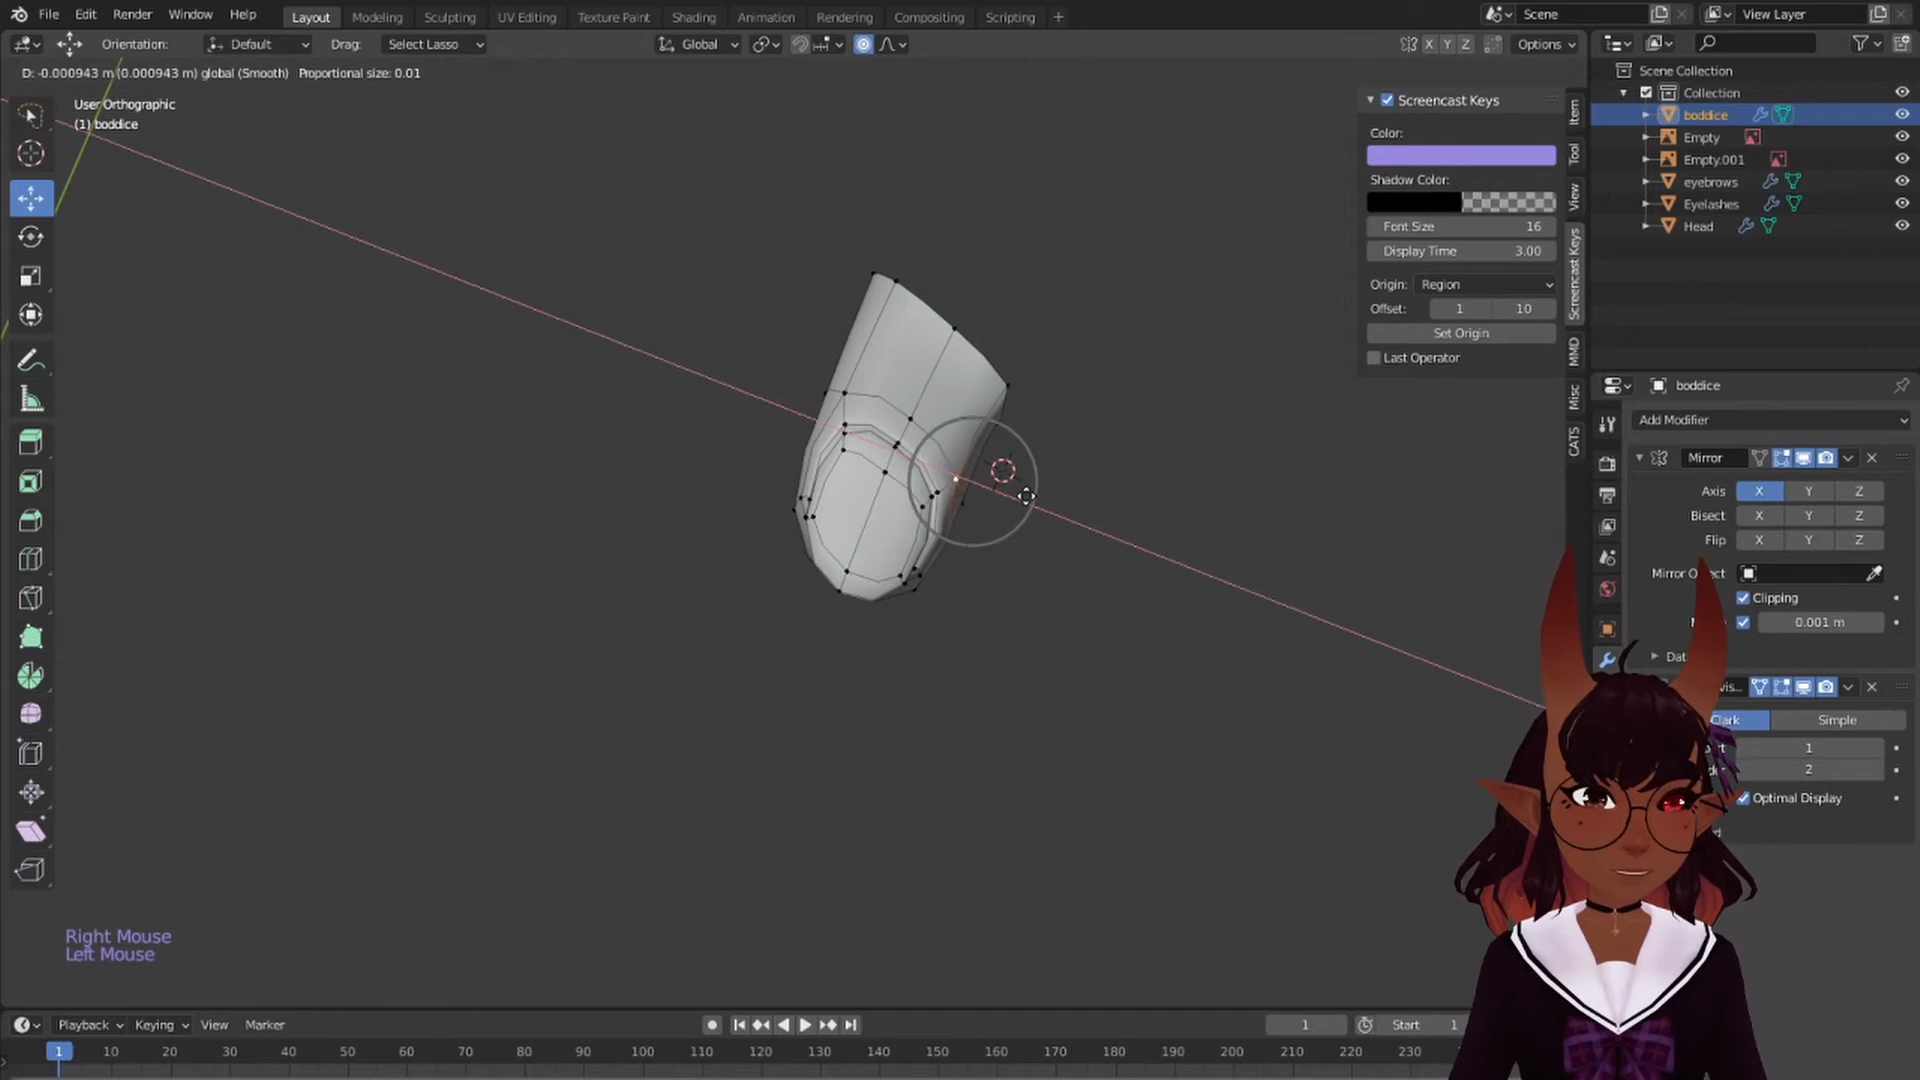 File Edit Render Window Help Layout Modeling Sculpting UV Editing Texture Paint Shading Animation Rendering Compositing Scripting + Scene View Layer
Orientation: Default Drag: Select Lasso Global X Y Z Options
D: -0.000943 m (0.000943 m) global (Smooth) Proportional size: 0.01
User Orthographic
(1) boddice
Screencast Keys
Color:
Shadow Color:
Font Size 16
Display Time 3.00
Origin: Region
Offset: 1 10
Set Origin
Last Operator
Item
Tool
View
Screencast Keys
MMD
Misc
CATS
Scene Collection
Collection
boddice
Empty
Empty.001
eyebrows
Eyelashes
Head
boddice
Add Modifier
Mirror
Axis X Y Z
Bisect X Y Z
Flip X Y Z
Mirror O
Clipping
0.001 m
Dat
Clark Simple
1
2
Optimal Display
Right Mouse
Left Mouse
Playback Keying View Marker 1 Start 1
1 10 20 30 40 50 60 70 80 90 100 110 120 130 140 150 160 170 180 190 200 210 220 230